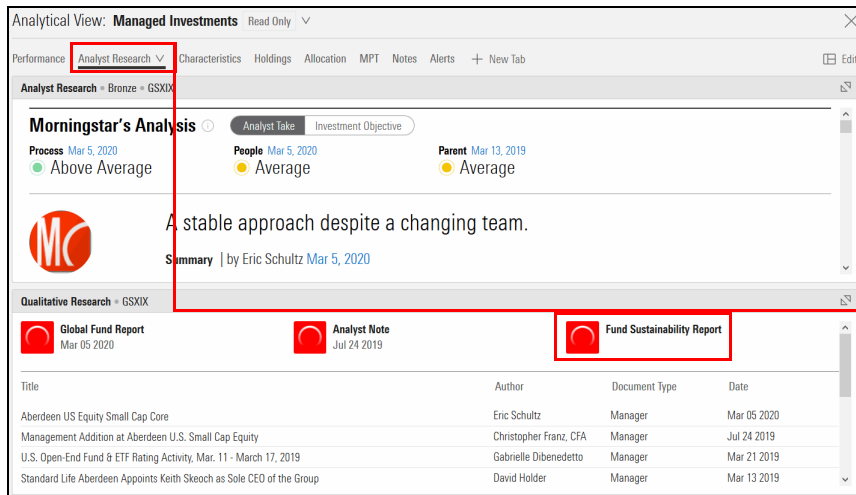 Analytical View: Managed Investments Read Only
Performance Analyst Research Characteristics Holdings Allocation MPT Notes Alerts + New Tab Edit
Analyst Research • Bronze • GSXIX
Morningstar's Analysis Analyst Take Investment Objective
Process Mar 5, 2020 People Mar 5, 2020 Parent Mar 13, 2019
Above Average Average Average
MC
A stable approach despite a changing team.
Summary | by Eric Schultz Mar 5, 2020
Qualitative Research • GSXIX
Global Fund Report Analyst Note Fund Sustainability Report
Mar 05 2020 Jul 24 2019
Title Author Document Type Date
Aberdeen US Equity Small Cap Core Eric Schultz Manager Mar 05 2020
Management Addition at Aberdeen U.S. Small Cap Equity Christopher Franz, CFA Manager Jul 24 2019
U.S. Open-End Fund & ETF Rating Activity, Mar. 11 - March 17, 2019 Gabrielle Dibenedetto Manager Mar 21 2019
Standard Life Aberdeen Appoints Keith Skeoch as Sole CEO of the Group David Holder Manager Mar 13 2019